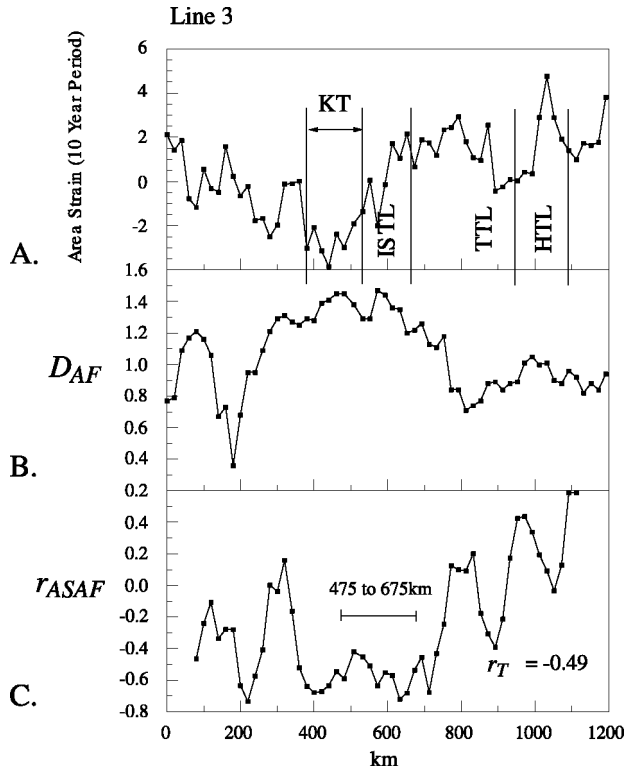 Line 3
Area Strain (10 Year Period)
6
4
2
0
-2
A.
KT
ISTL
TTL
HTL
1.6
1.4
1.2
1.0
0.8
0.6
0.4
D_AF
B.
0.2
0.4
0.2
0.0
-0.2
-0.4
-0.6
-0.8
r_ASAF
475 to 675km
r_T = -0.49
C.
0 200 400 600 800 1000 1200
km